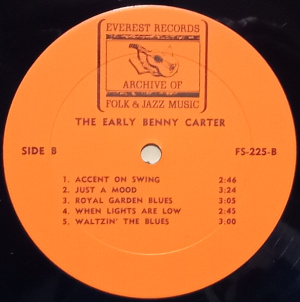 EVEREST RECORDS
ARCHIVE OF
FOLK & JAZZ MUSIC
THE EARLY BENNY CARTER
SIDE B
FS-225-B
1. ACCENT ON SWING 2:46
2. JUST A MOOD 3:24
3. ROYAL GARDEN BLUES 3:05
4. WHEN LIGHTS ARE LOW 2:45
5. WALTZIN' THE BLUES 3:00